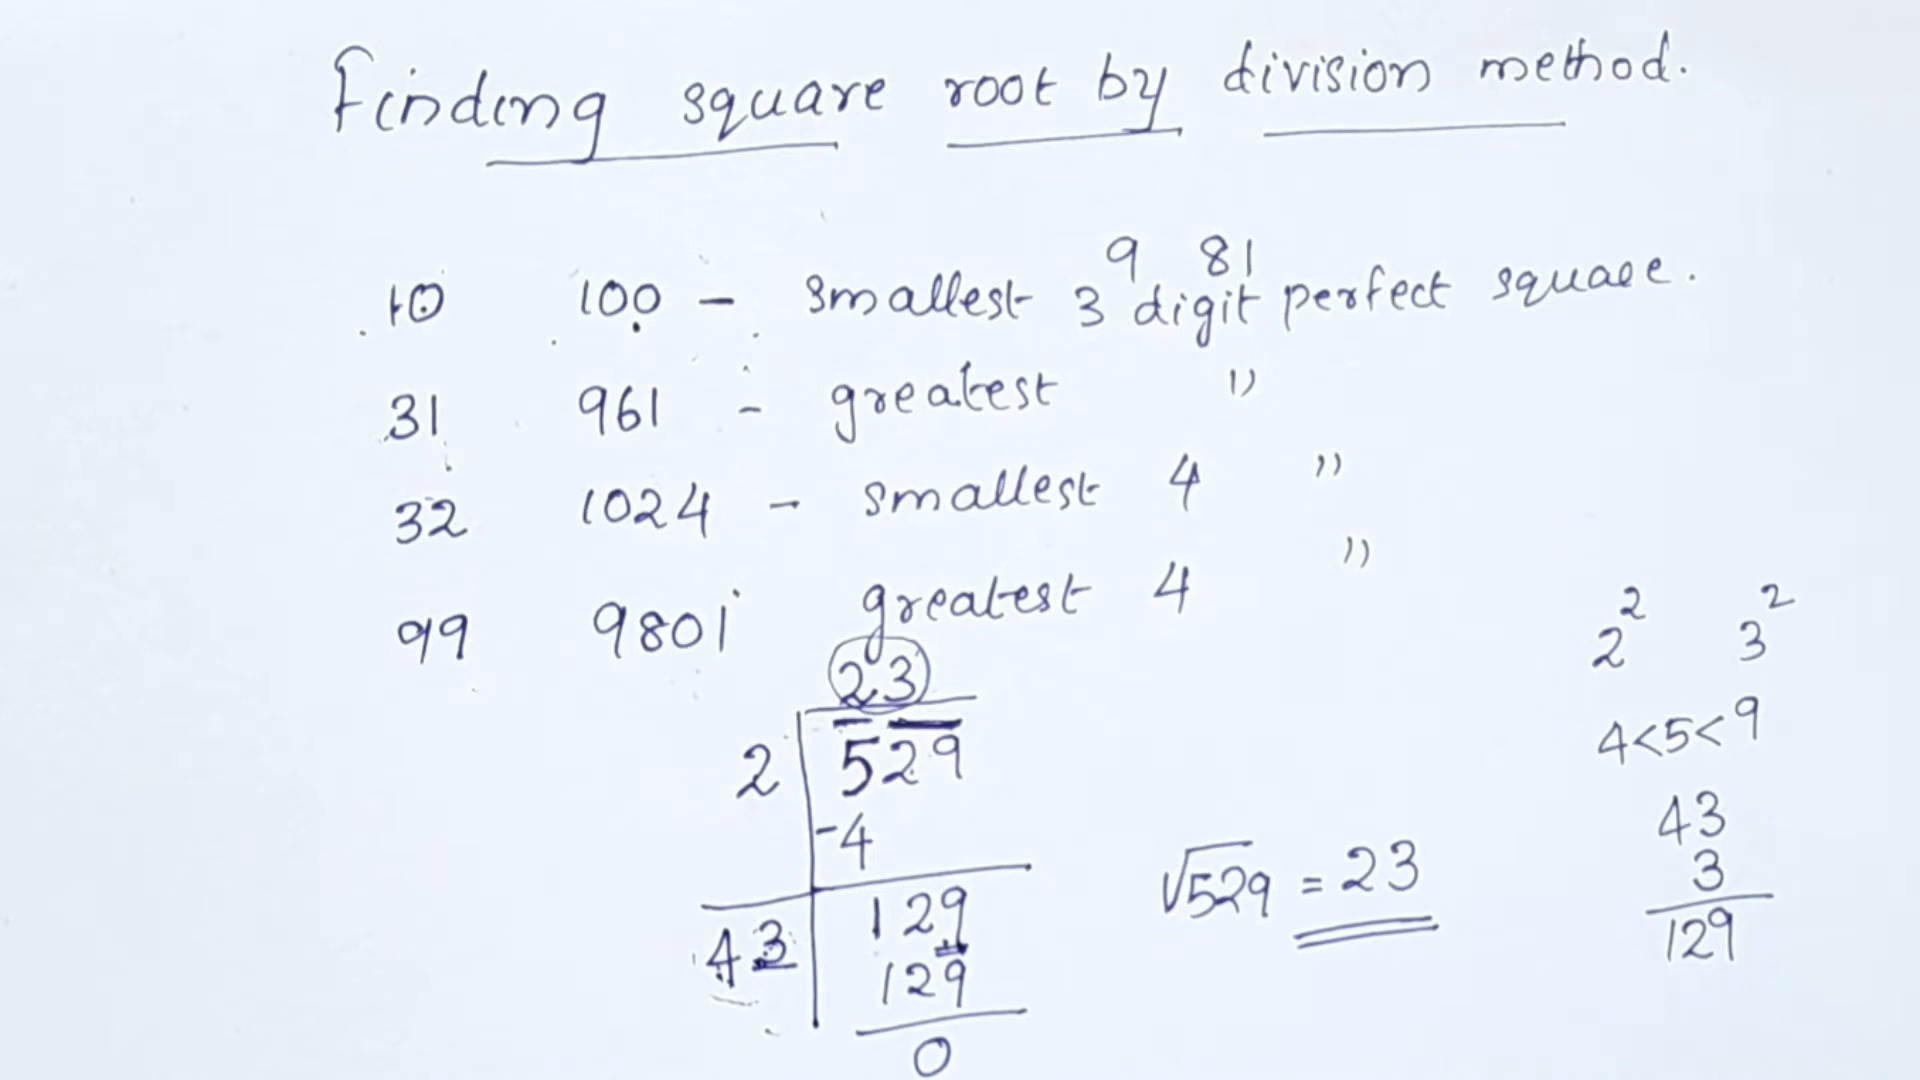 Finding square root by division method.
9 81
10 100 - smallest 3 digit perfect square.
31 961 - greatest "
32 1024 - smallest 4 "
99 9801 greatest 4 "
2² 3²
23
4<5<9
2 529
-4
43
3
√529 = 23
129
43 129
129
0